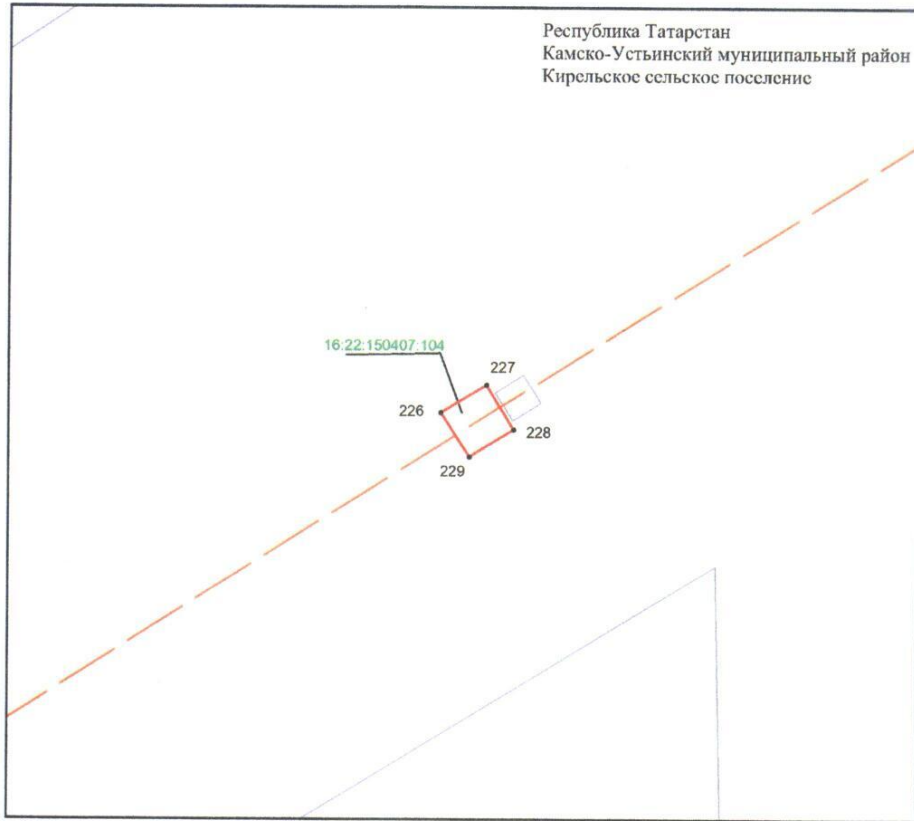 Республика Татарстан
Камско-Устьинский муниципальный район
Кирельское сельское поселение
16:22:150407:104
227
226
228
229